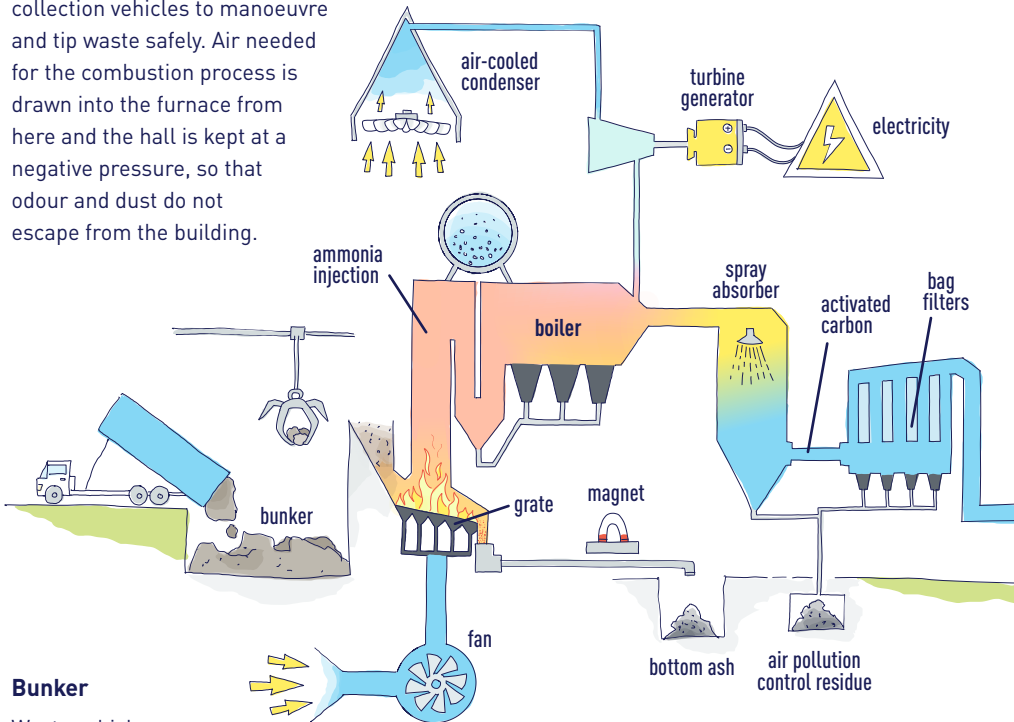 collection vehicles to manoeuvre
and tip waste safely. Air needed
for the combustion process is
drawn into the furnace from
here and the hall is kept at a
negative pressure, so that
odour and dust do not
escape from the building.
air-cooled
condenser
turbine
generator
electricity
ammonia
injection
boiler
spray
absorber
activated
carbon
bag
filters
bunker
grate
magnet
fan
bottom ash
air pollution
control residue
Bunker